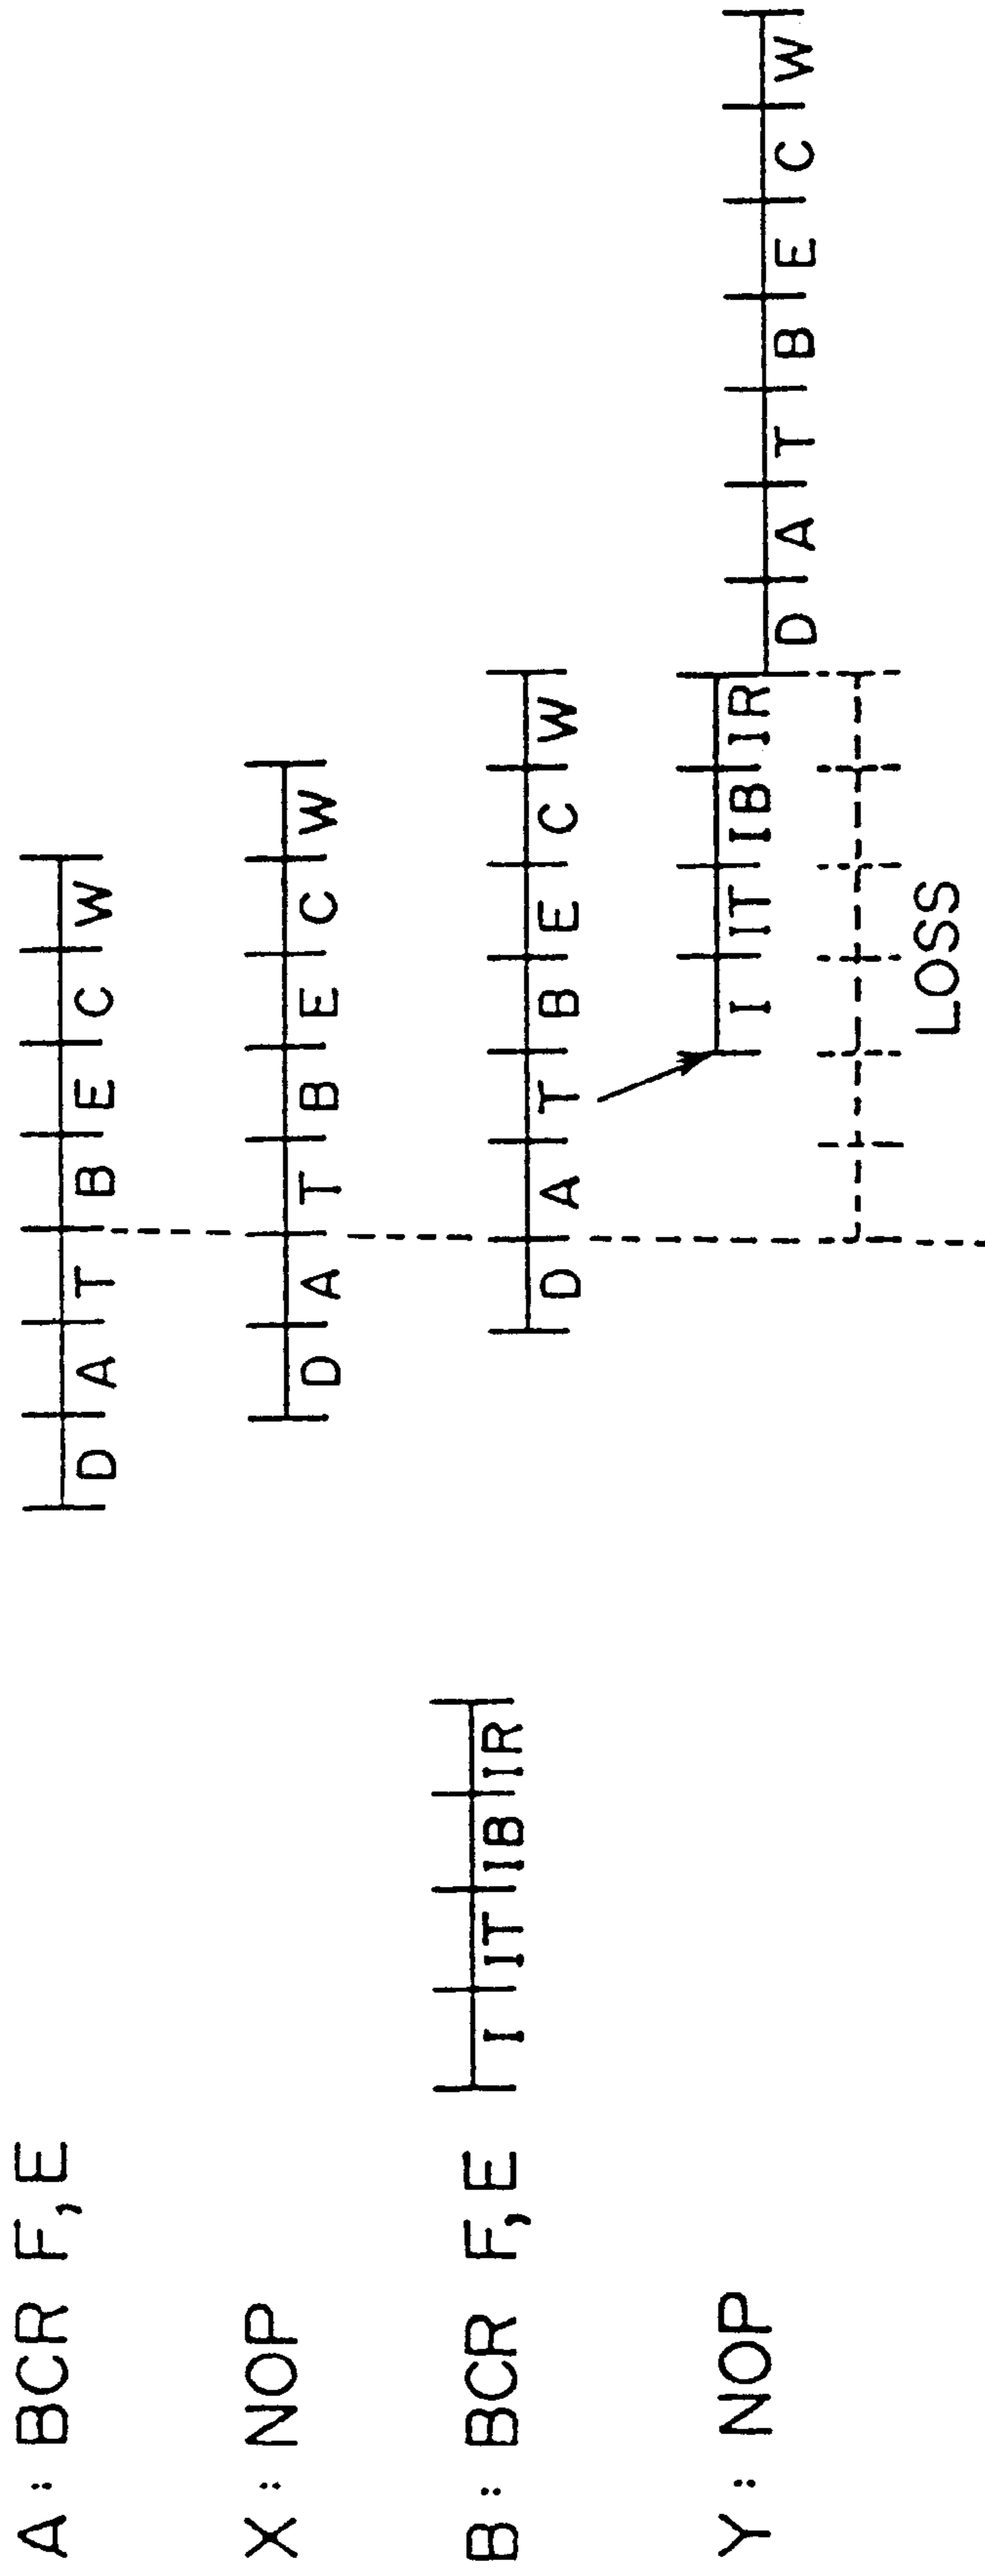 A : BCR F,E
D A T B E C W
X : NOP
D A T B E C W
B : BCR F,E
I IT IB IR
D A T B E C W
Y : NOP
I IT IB IR
D A T B E C W
LOSS